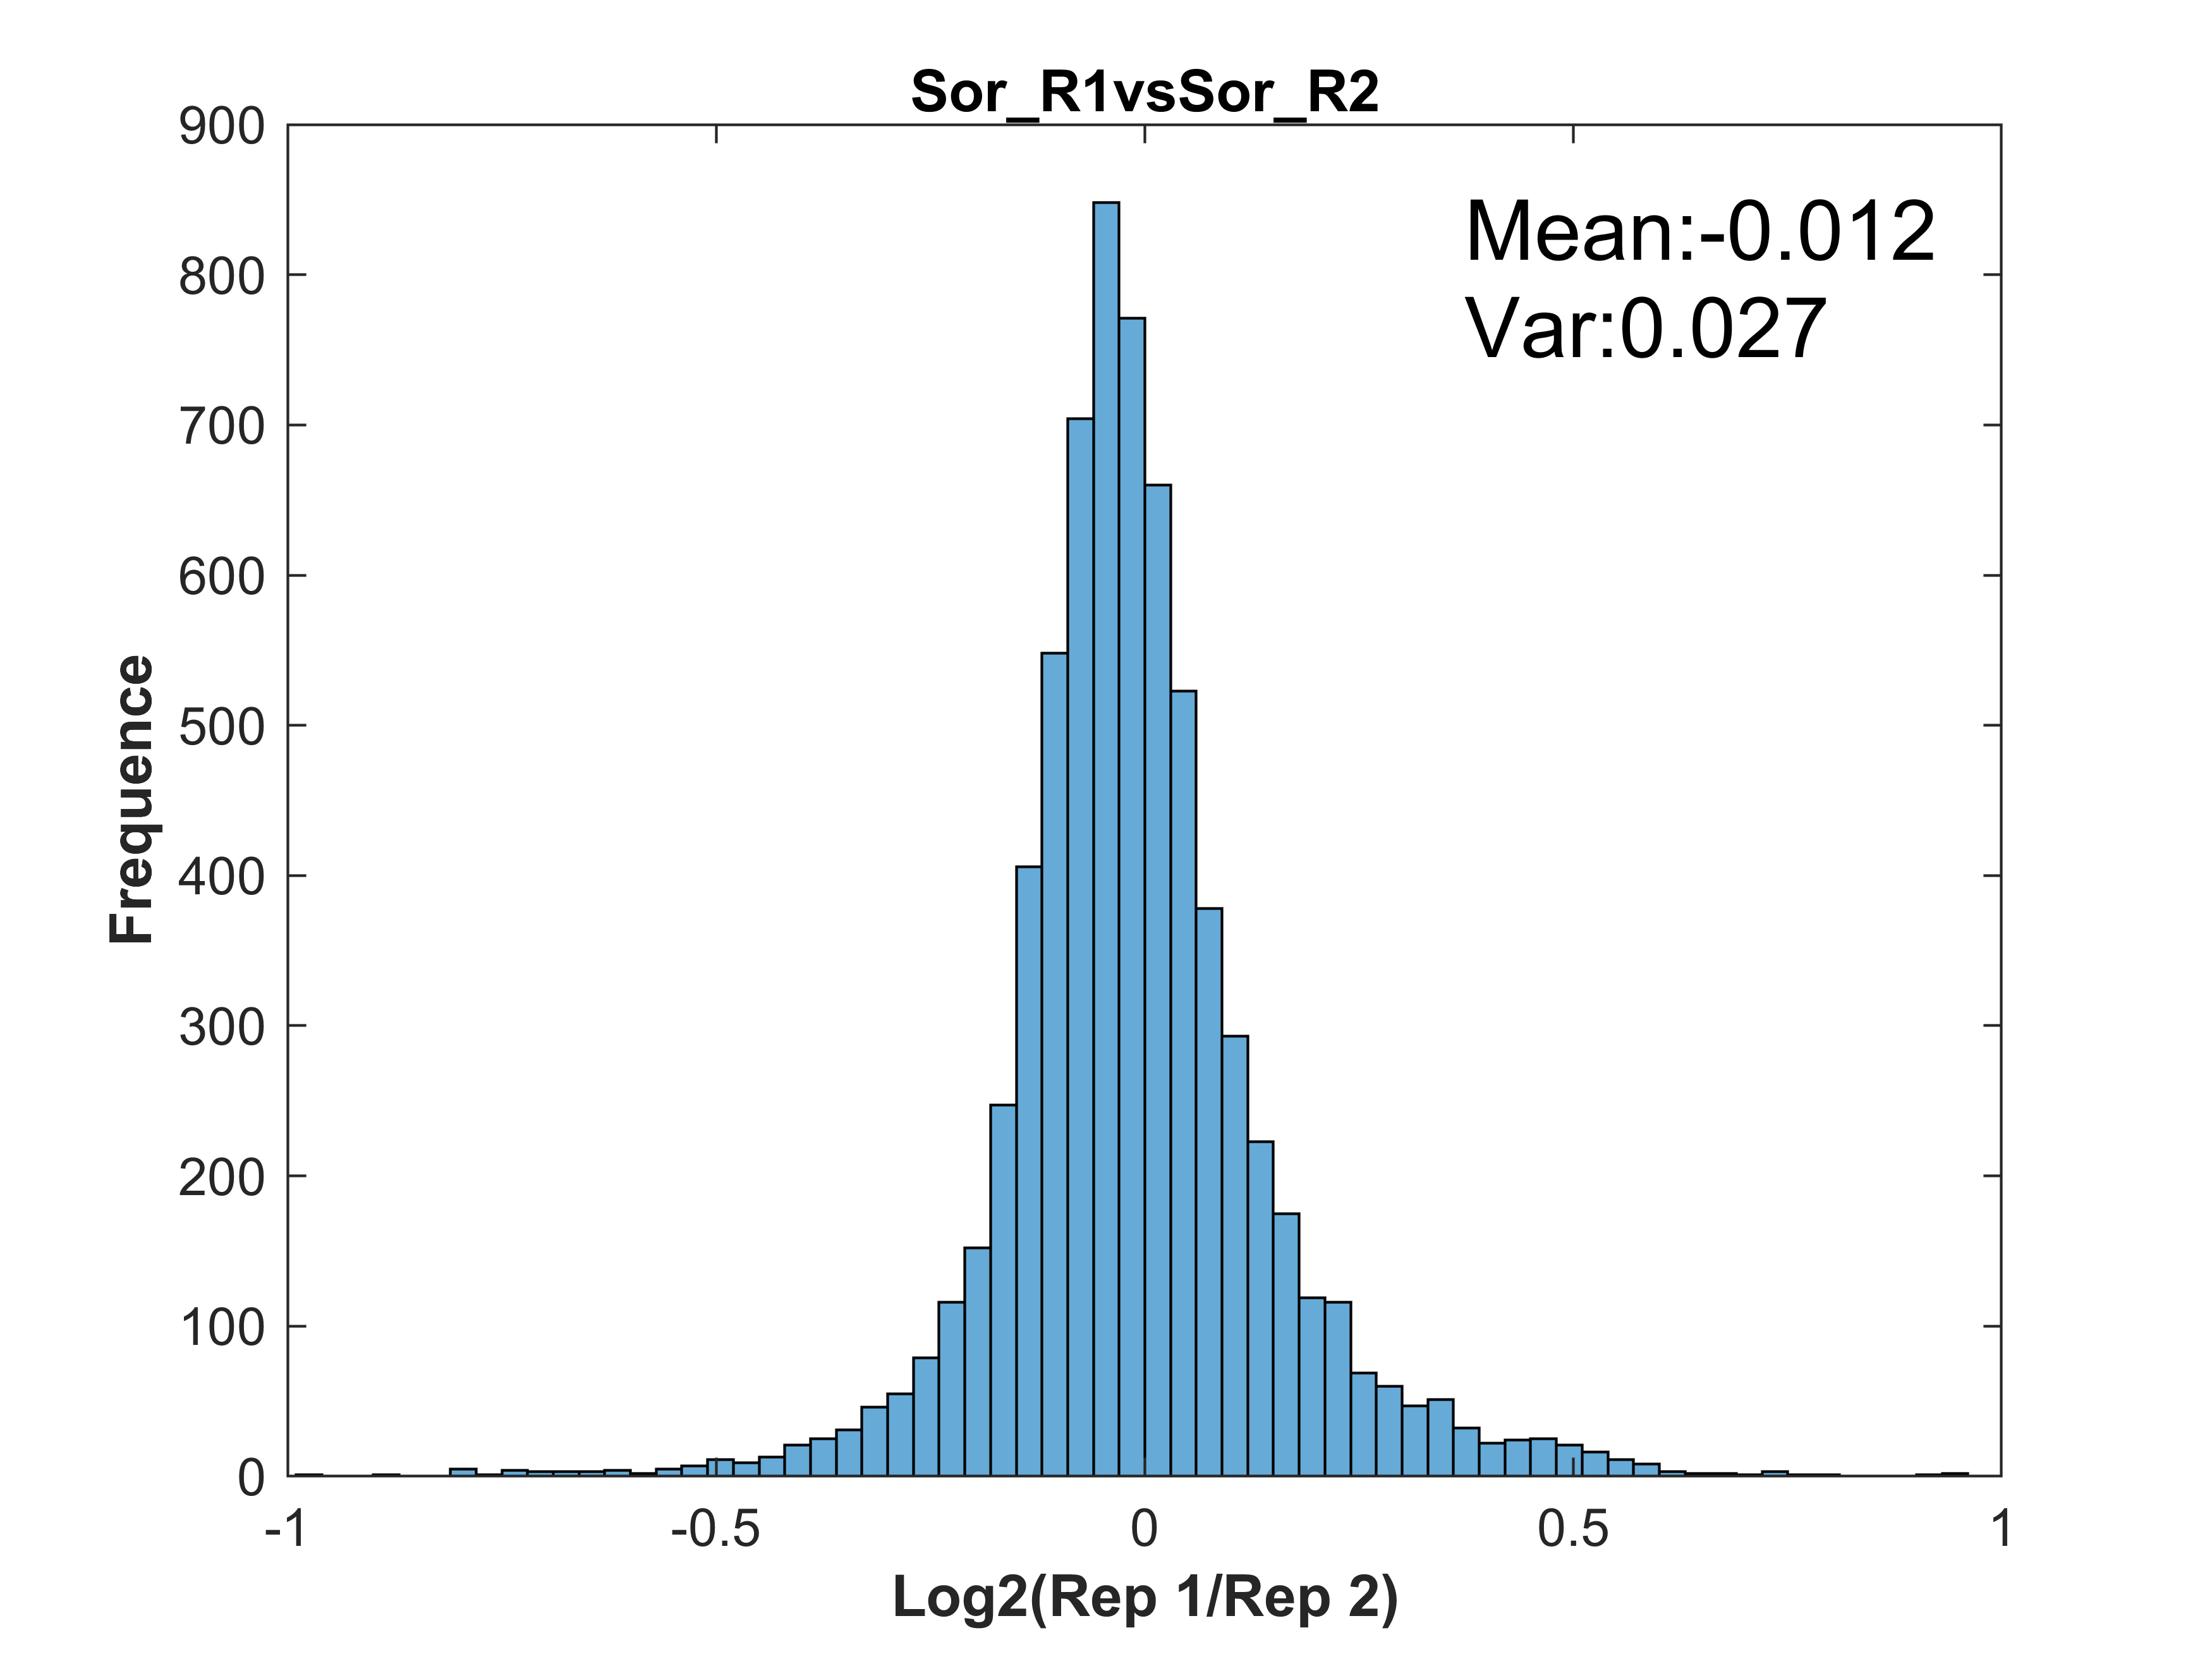 Sor_R1vsSor_R2
Mean:-0.012
Var:0.027
900
800
700
600
500
400
300
200
100
0
Frequence
-1 -0.5 0 0.5 1
Log2(Rep 1/Rep 2)